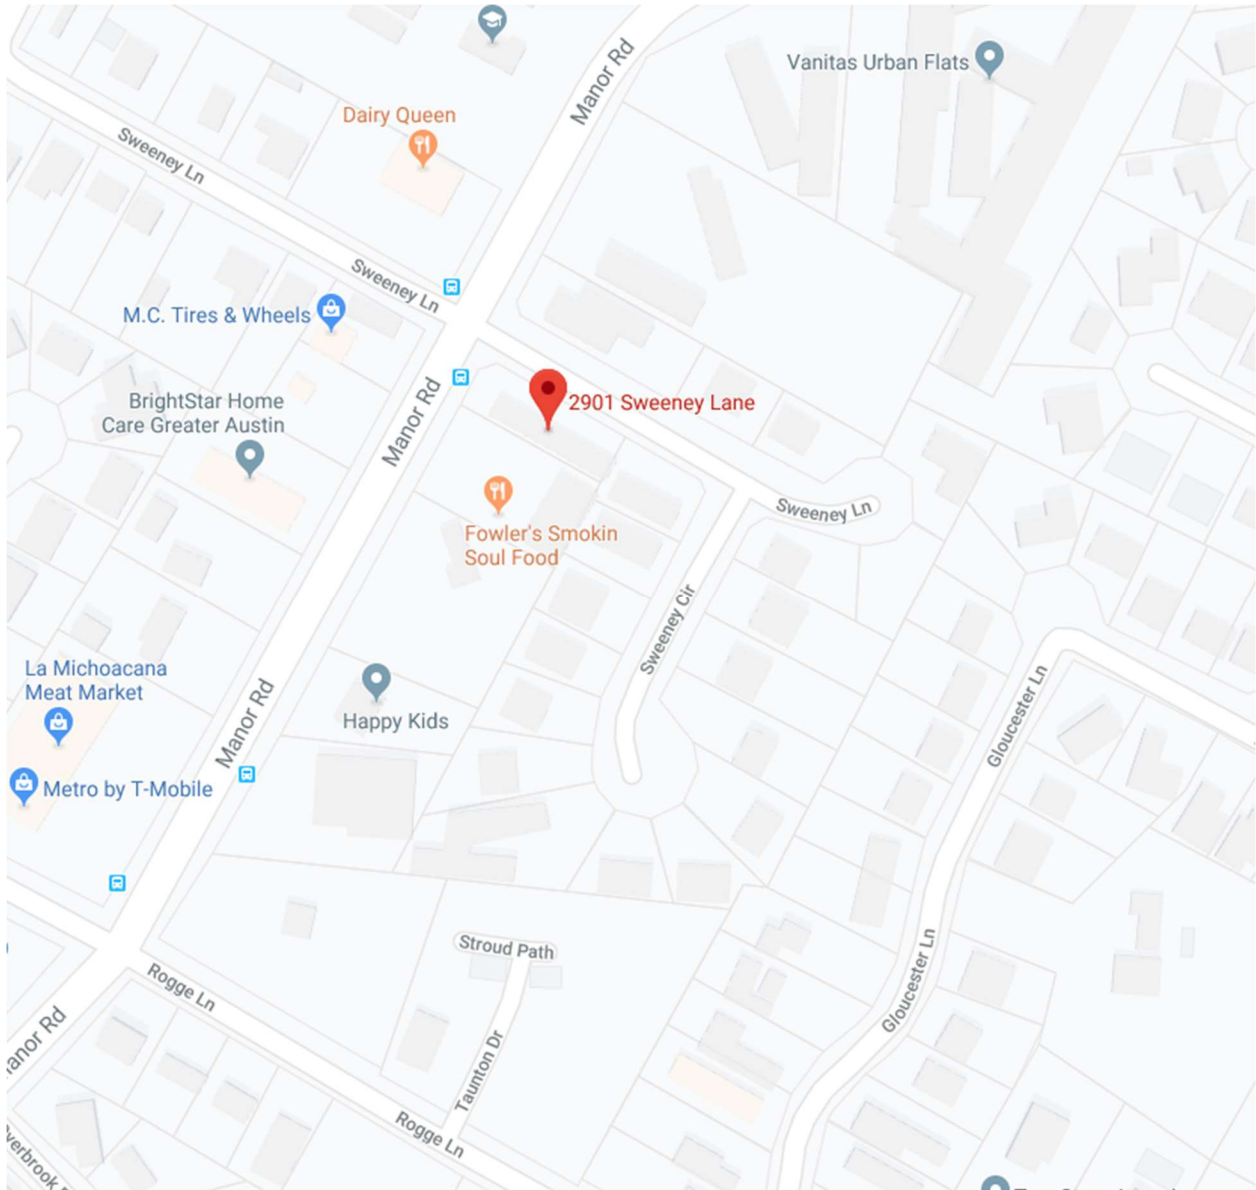 Manor Rd
Vanitas Urban Flats
Dairy Queen
Sweeney Ln
Sweeney Ln
M.C. Tires & Wheels
Manor Rd
2901 Sweeney Lane
BrightStar Home
Care Greater Austin
Fowler's Smokin
Soul Food
Sweeney Ln
Sweeney Cir
La Michoacana
Meat Market
Manor Rd
Happy Kids
Gloucester Ln
Metro by T-Mobile
Stroud Path
Rogge Ln
Gloucester Ln
anor Rd
Taunton Dr
Rogge Ln
verbrook